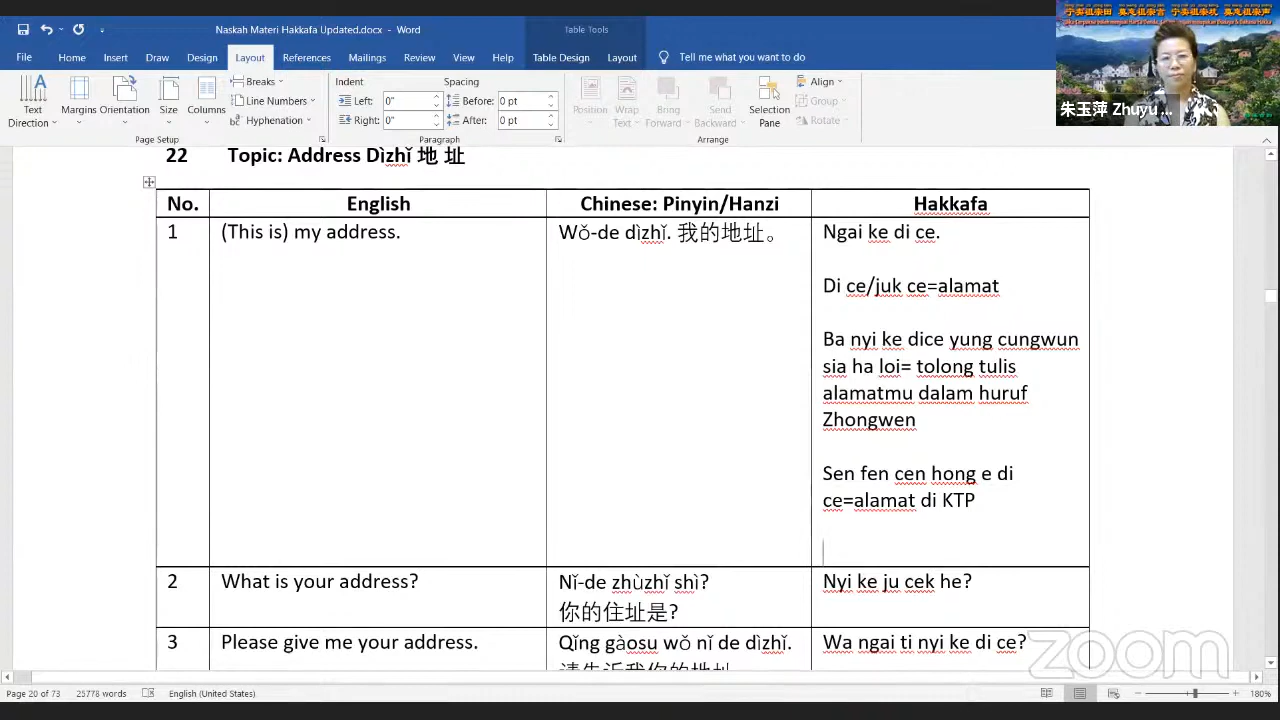 Naskah Materi Hakkafa Updated.docx - Word
Table Tools
File Home Insert Draw Design Layout References Mailings Review View Help Table Design Layout Tell me what you want to do
Text Direction
Margins
Orientation
Size
Columns
Breaks
Line Numbers
Hyphenation
Page Setup
Indent
Left: 0"
Right: 0"
Spacing
Before: 0 pt
After: 0 pt
Paragraph
Position
Wrap Text
Bring Forward
Send Backward
Selection Pane
Align
Group
Rotate
Arrange
朱玉萍 Zhuyu ...
22 Topic: Address Dìzhǐ 地 址
No. English Chinese: Pinyin/Hanzi Hakkafa
1 (This is) my address. Wǒ-de dìzhǐ. 我的地址。 Ngai ke di ce.
Di ce/juk ce=alamat
Ba nyi ke dice yung cungwun
sia ha loi= tolong tulis
alamatmu dalam huruf
Zhongwen
Sen fen cen hong e di
ce=alamat di KTP
2 What is your address? Nǐ-de zhùzhǐ shì? Nyi ke ju cek he?
你的住址是?
3 Please give me your address. Qǐng gàosu wǒ nǐ de dìzhǐ. Wa ngai ti nyi ke di ce?
请告诉我你的地址
zoom
Page 20 of 73 25778 words English (United States) 180%